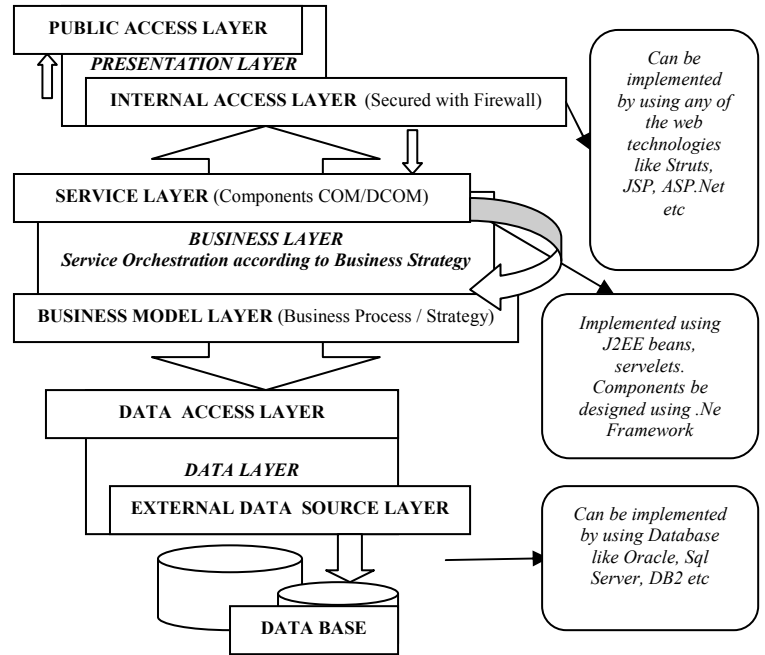 PUBLIC ACCESS LAYER
PRESENTATION LAYER
INTERNAL ACCESS LAYER (Secured with Firewall)
Can be
implemented
by using any of
the web
technologies
like Struts,
JSP, ASP.Net
etc
SERVICE LAYER (Components COM/DCOM)
BUSINESS LAYER
Service Orchestration according to Business Strategy
BUSINESS MODEL LAYER (Business Process / Strategy)
Implemented using
J2EE beans,
servelets.
Components be
designed using .Ne
Framework
DATA ACCESS LAYER
DATA LAYER
EXTERNAL DATA SOURCE LAYER
Can be implemented
by using Database
like Oracle, Sql
Server, DB2 etc
DATA BASE